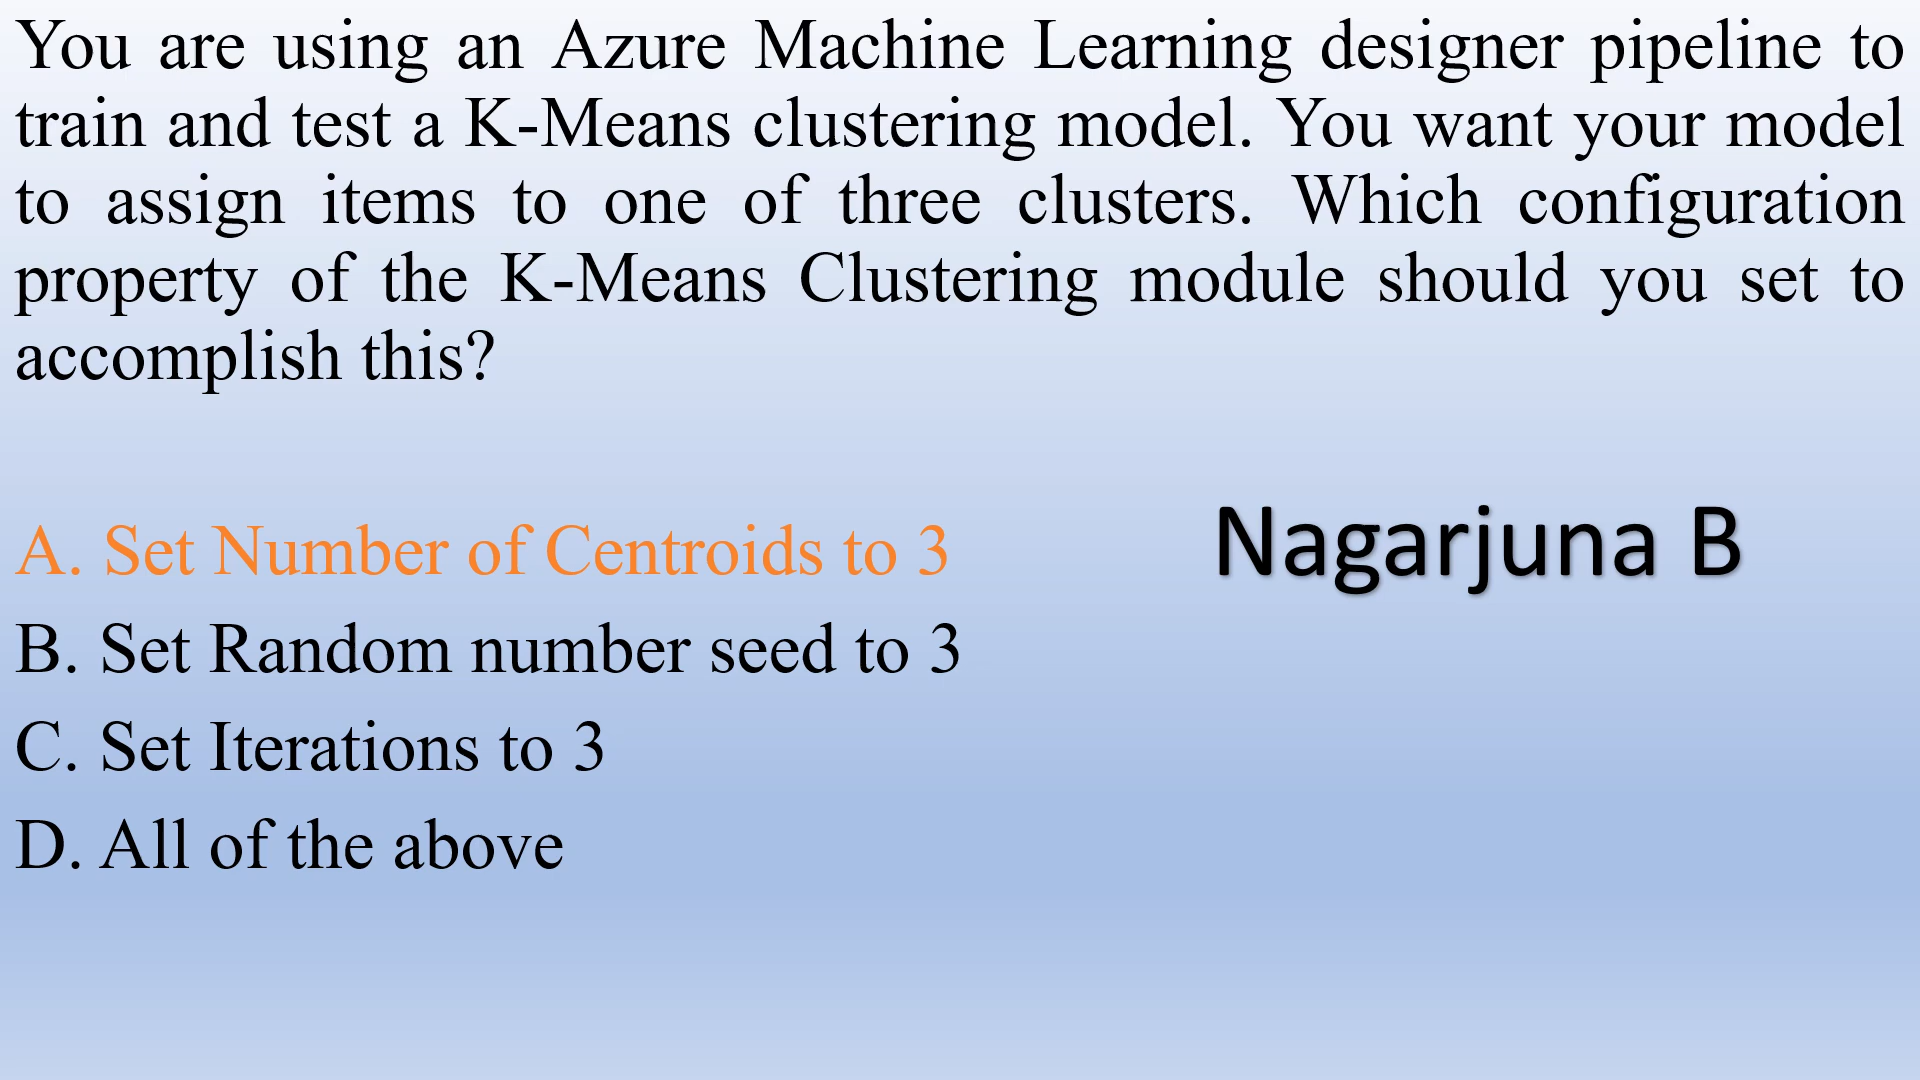 You are using an Azure Machine Learning designer pipeline to
train and test a K-Means clustering model. You want your model
to assign items to one of three clusters. Which configuration
property of the K-Means Clustering module should you set to
accomplish this?
A. Set Number of Centroids to 3
Nagarjuna B
B. Set Random number seed to 3
C. Set Iterations to 3
D. All of the above